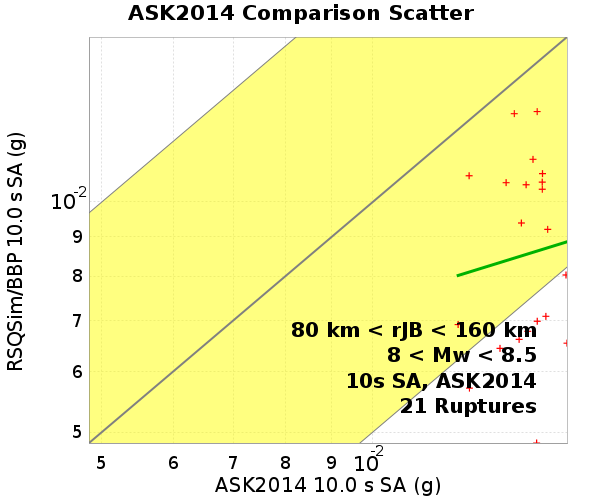 ASK2014 Comparison Scatter
RSQSim/BBP 10.0 s SA (g)
10-2
9
8
7
6
5
80 km < rJB < 160 km
8 < Mw < 8.5
10s SA, ASK2014
21 Ruptures
5 6 7 8 9 10-2
ASK2014 10.0 s SA (g)